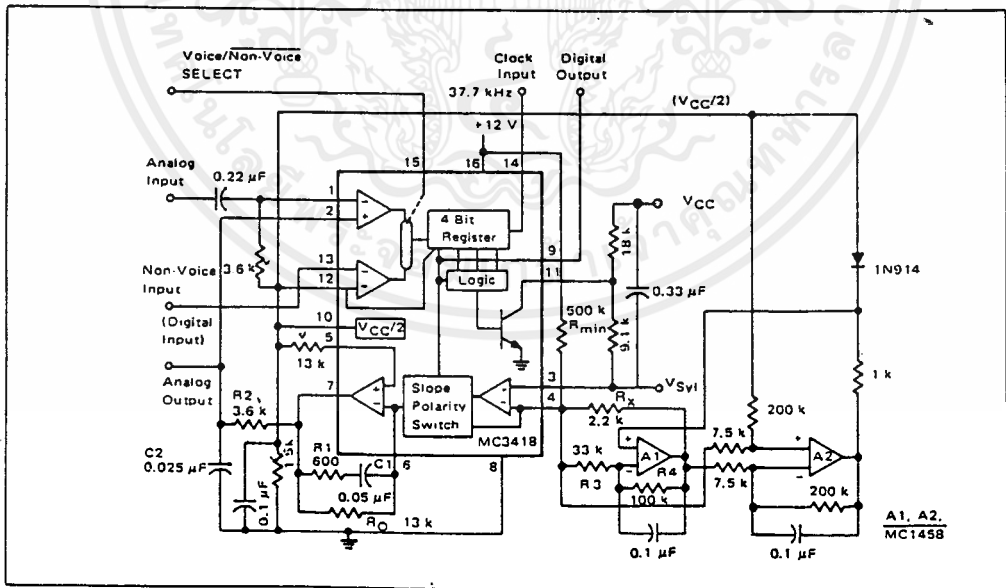 Voice/Non-Voice
SELECT
Clock
Input
37.7 kHz
Digital
Output
(VCC/2)
+12 V
15
16
14
Analog
Input
0.22 µF
1
2
4 Bit
Register
VCC
18 k
9
Non-Voice
Input
3.6 k
13
12
Logic
11
0.33 µF
1N914
(Digital
Input)
10
VCC/2
500 k
Rmin
9.1 k
5
13 k
Analog
Output
7
Slope
Polarity
Switch
3
4
VSyl
1 k
R2
3.6 k
RX
2.2 k
200 k
MC3418
7.5 k
A1
A2
R1
600
C1
6
8
33 k
R3
R4
100 k
7.5 k
200 k
C2
0.025 µF
0.1 µF
0.05 µF
RO
13 k
0.1 µF
0.1 µF
A1, A2,
MC1458